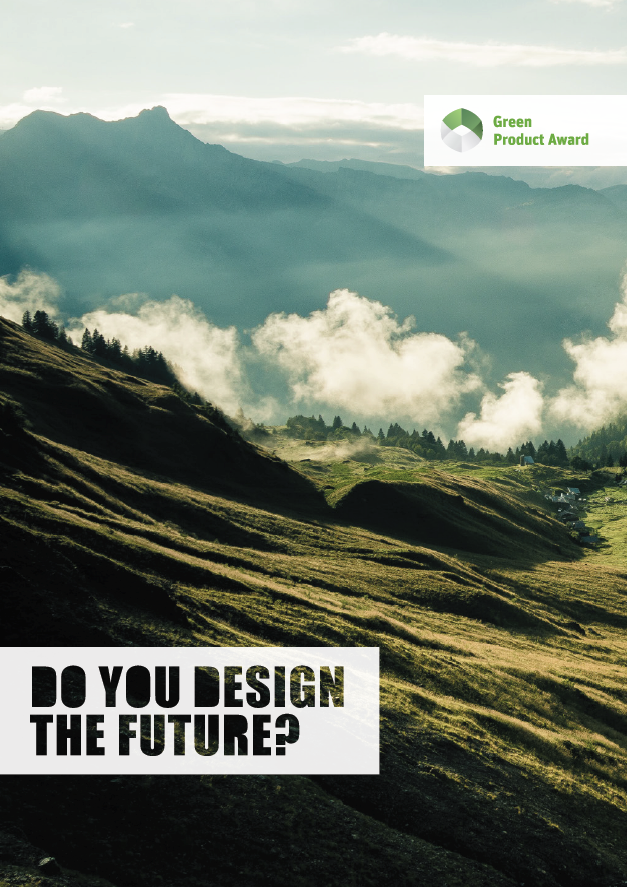 Green
Product Award
DO YOU DESIGN
THE FUTURE?